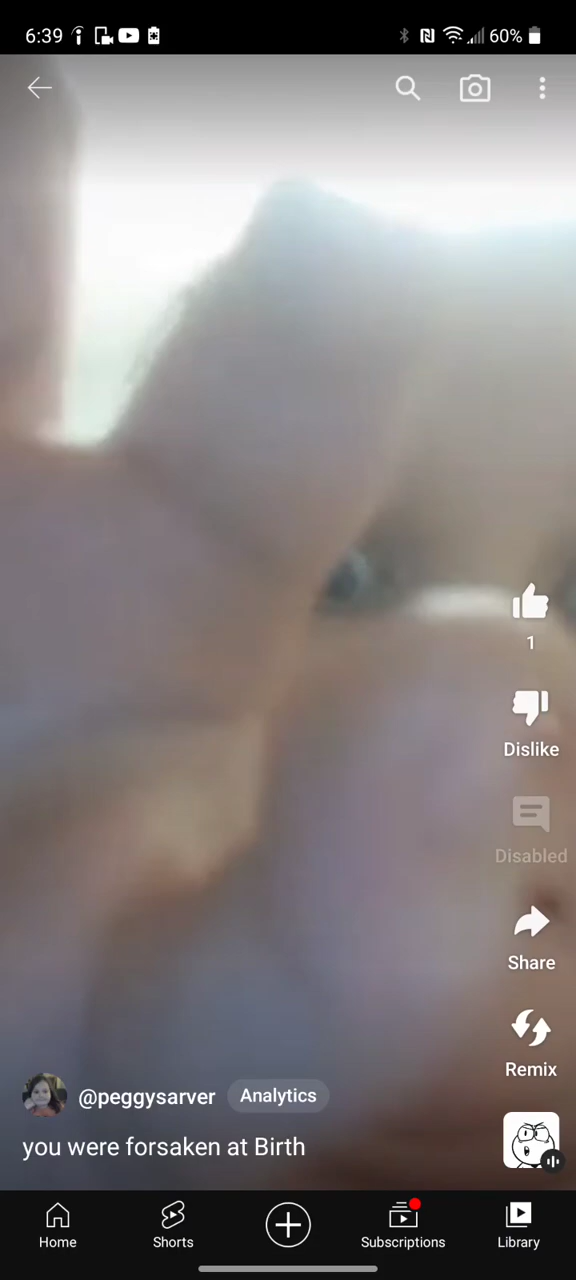 6:39
60%
1
Dislike
Disabled
Share
Remix
@peggysarver Analytics
you were forsaken at Birth
Home Shorts Subscriptions Library